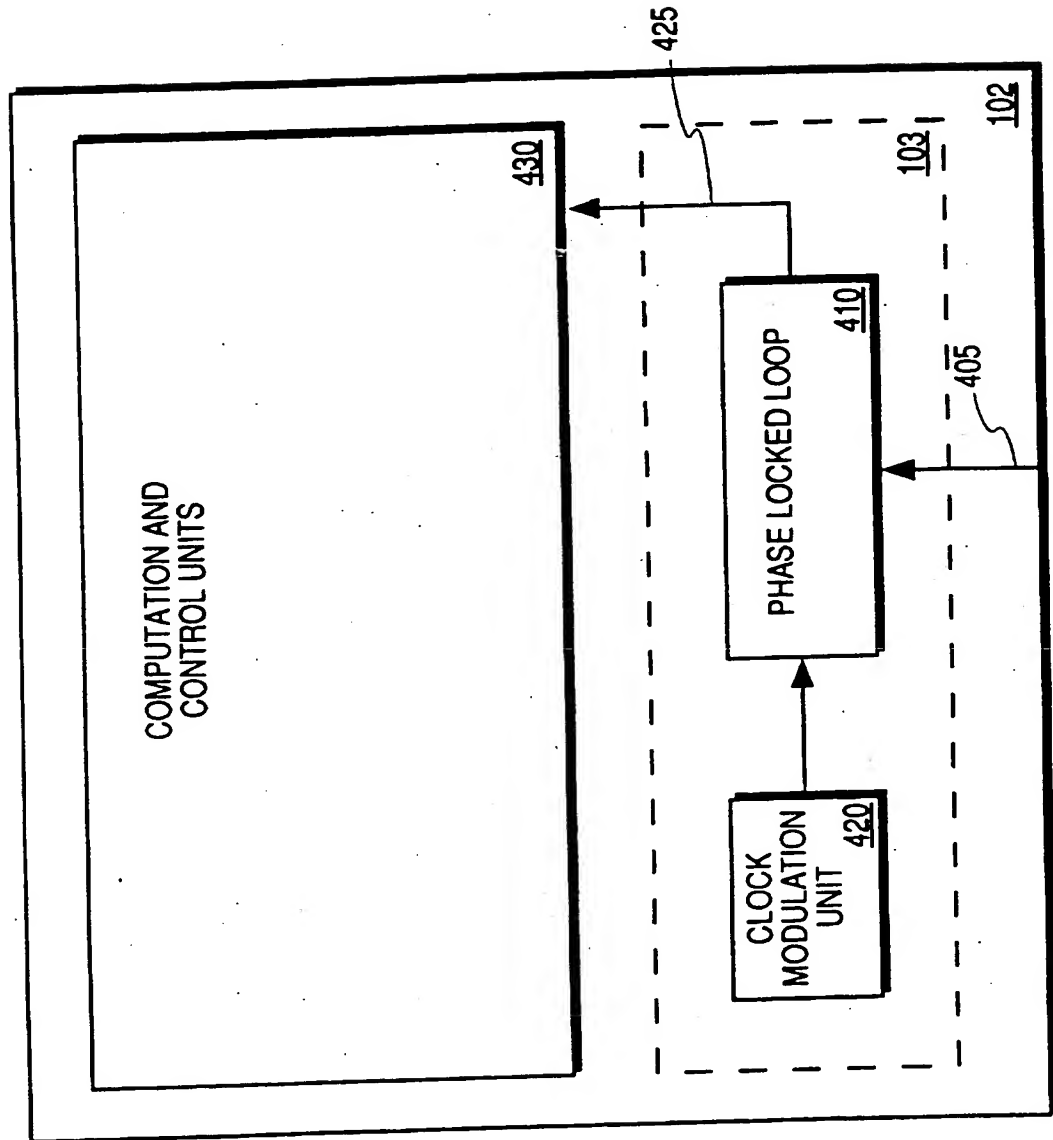 COMPUTATION AND
CONTROL UNITS
430
425
CLOCK
MODULATION
UNIT
420
PHASE LOCKED LOOP
410
103
102
405